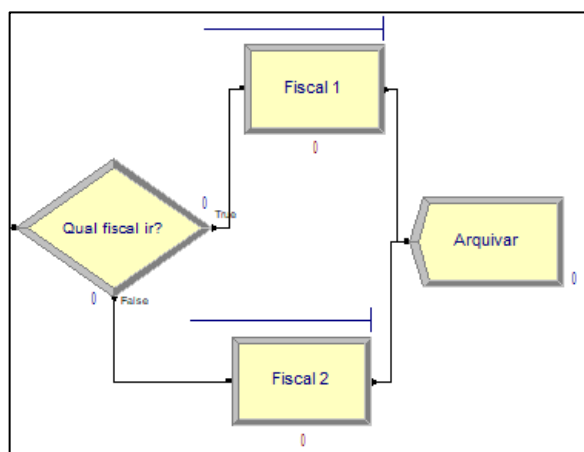 Fiscal 1
0
0
True
Qual fiscal ir?
Arquivar
0
0
False
Fiscal 2
0